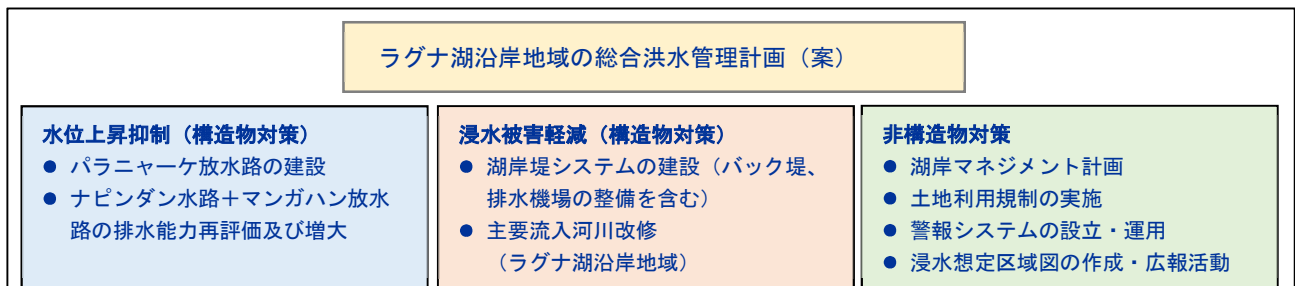 ラグナ湖沿岸地域の総合洪水管理計画（案）
水位上昇抑制（構造物対策）
● パラニャーケ放水路の建設
● ナピンダン水路＋マンガハン放水
路の排水能力再評価及び増大
浸水被害軽減（構造物対策）
● 湖岸堤システムの建設（バック堤、
排水機場の整備を含む）
● 主要流入河川改修
（ラグナ湖沿岸地域）
非構造物対策
● 湖岸マネジメント計画
● 土地利用規制の実施
● 警報システムの設立・運用
● 浸水想定区域図の作成・広報活動